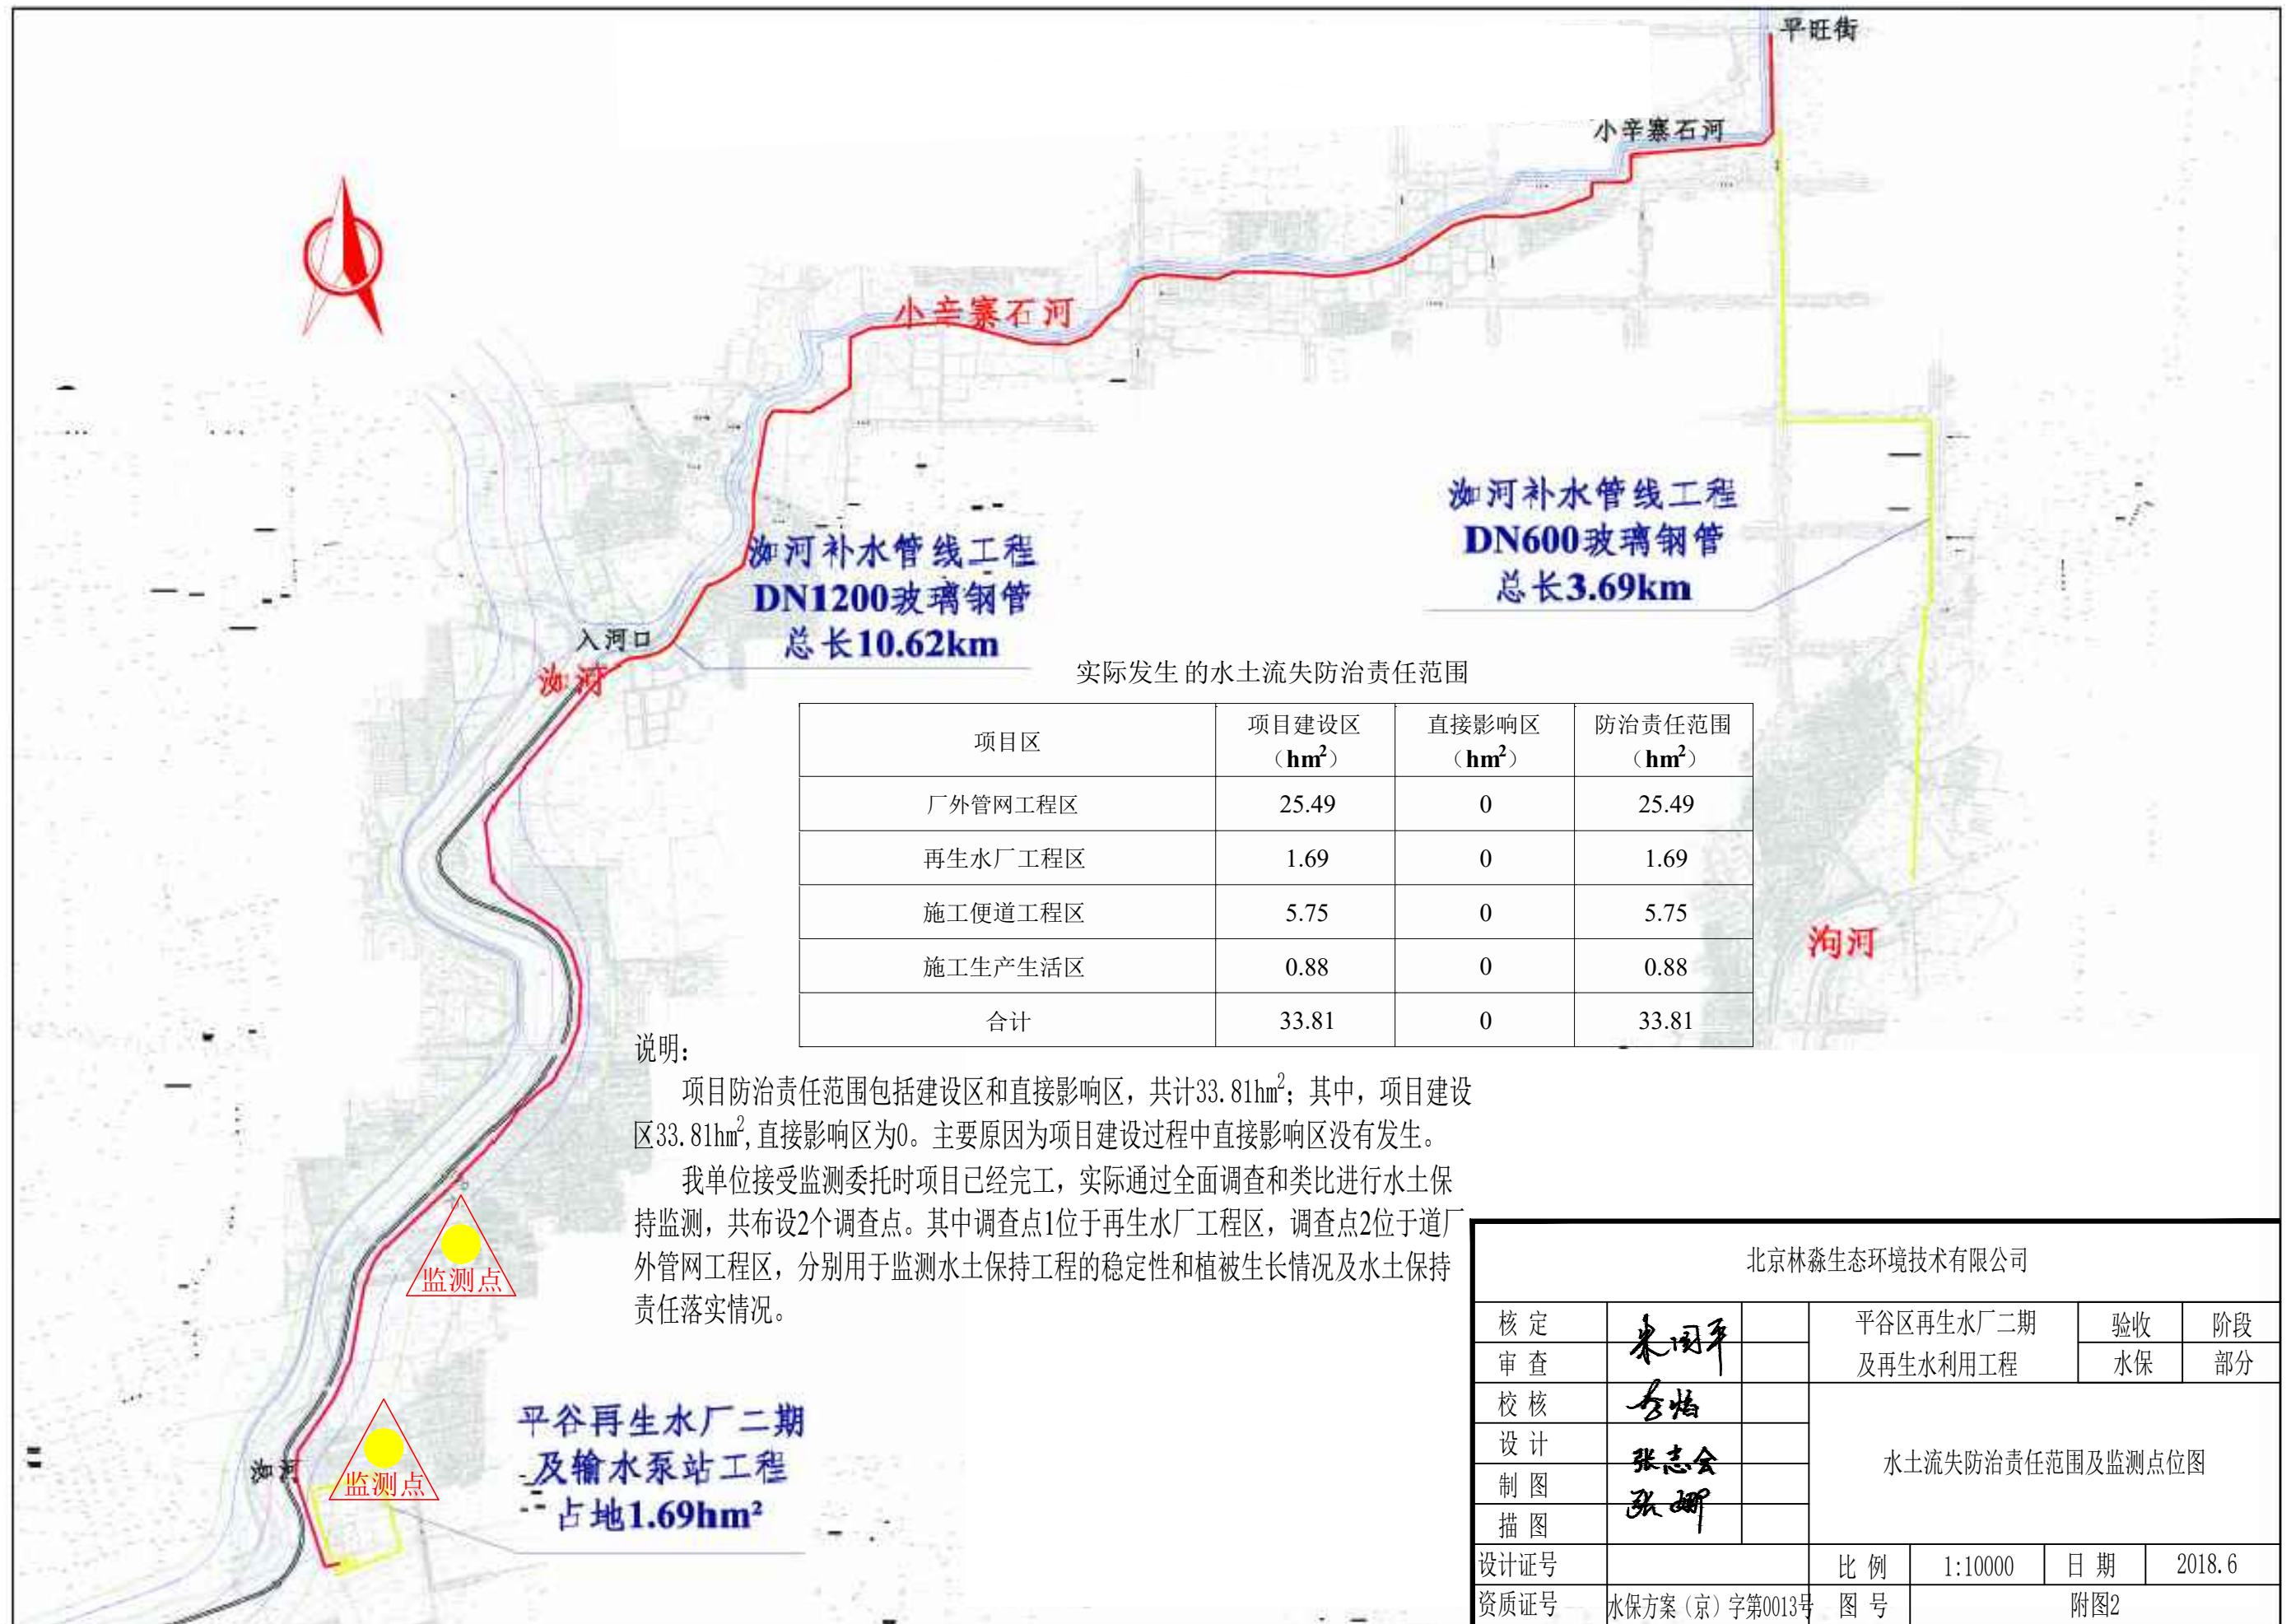 平旺街
小辛寨石河
小辛寨石河
洳河补水管线工程
DN600玻璃钢管
总长3.69km
洳河补水管线工程
DN1200玻璃钢管
总长10.62km
入河口
洳河
实际发生的水土流失防治责任范围
项目区 项目建设区（hm²） 直接影响区（hm²） 防治责任范围（hm²）
厂外管网工程区 25.49 0 25.49
再生水厂工程区 1.69 0 1.69
施工便道工程区 5.75 0 5.75
施工生产生活区 0.88 0 0.88
合计 33.81 0 33.81
泃河
说明：
项目防治责任范围包括建设区和直接影响区，共计33.81hm²；其中，项目建设
区33.81hm²,直接影响区为0。主要原因为项目建设过程中直接影响区没有发生。
我单位接受监测委托时项目已经完工，实际通过全面调查和类比进行水土保
持监测，共布设2个调查点。其中调查点1位于再生水厂工程区，调查点2位于道厂
外管网工程区，分别用于监测水土保持工程的稳定性和植被生长情况及水土保持
责任落实情况。
监测点
监测点
平谷再生水厂二期
及输水泵站工程
占地1.69hm²
北京林淼生态环境技术有限公司
核定
审查
校核
设计 张志会
制图 张娜
描图
平谷区再生水厂二期
及再生水利用工程
验收 阶段
水保 部分
水土流失防治责任范围及监测点位图
设计证号 比例 1:10000 日期 2018.6
资质证号 水保方案（京）字第0013号 图号 附图2